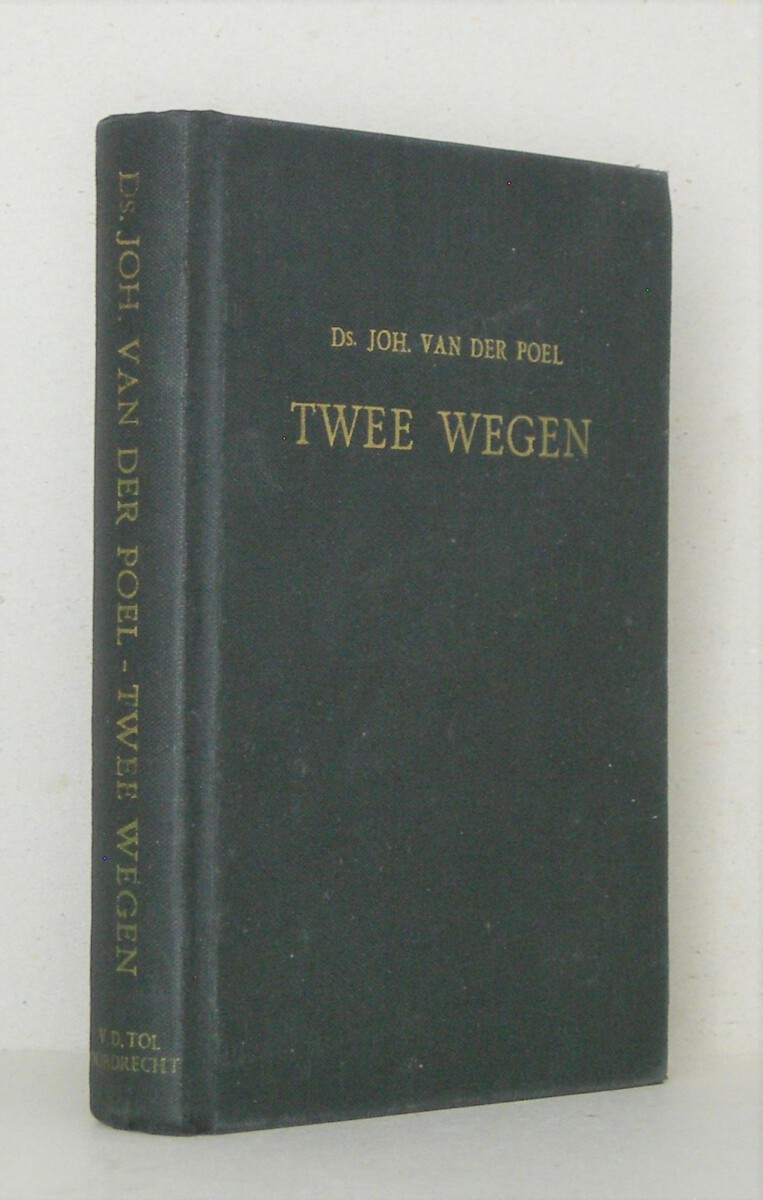 Ds. JOH. VAN DER POEL
TWEE WEGEN
Ds. JOH. VAN DER POEL - TWEE WEGEN
V. D. TOL
DORDRECHT